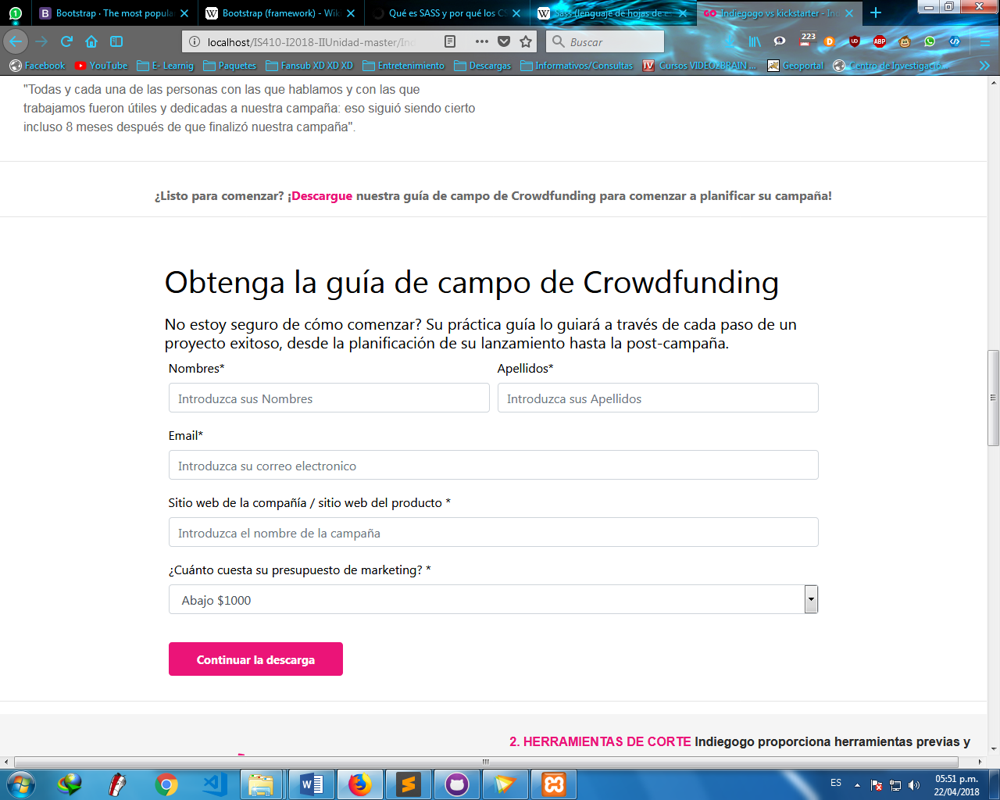 1
Bootstrap · The most popula
Bootstrap (framework) - Wik
Qué es SASS y por qué los CS
Sass (lenguaje de hojas de e
GO Indiegogo vs kickstarter - Ind
localhost/IS410-I2018-IIUnidad-master/Ind
Buscar
223
ABP
Facebook
YouTube
E- Learnig
Paquetes
Fansub XD XD XD
Entretenimiento
Descargas
Informativos/Consultas
Cursos VIDEO2BRAIN ...
Geoportal
Centro de Investigació...
"Todas y cada una de las personas con las que hablamos y con las que
trabajamos fueron útiles y dedicadas a nuestra campaña: eso siguió siendo cierto
incluso 8 meses después de que finalizó nuestra campaña".
¿Listo para comenzar? ¡Descargue nuestra guía de campo de Crowdfunding para comenzar a planificar su campaña!
Obtenga la guía de campo de Crowdfunding
No estoy seguro de cómo comenzar? Su práctica guía lo guiará a través de cada paso de un
proyecto exitoso, desde la planificación de su lanzamiento hasta la post-campaña.
Nombres*
Apellidos*
Introduzca sus Nombres
Introduzca sus Apellidos
Email*
Introduzca su correo electronico
Sitio web de la compañía / sitio web del producto *
Introduzca el nombre de la campaña
¿Cuánto cuesta su presupuesto de marketing? *
Abajo $1000
Continuar la descarga
2. HERRAMIENTAS DE CORTE Indiegogo proporciona herramientas previas y
ES
05:51 p.m.
22/04/2018